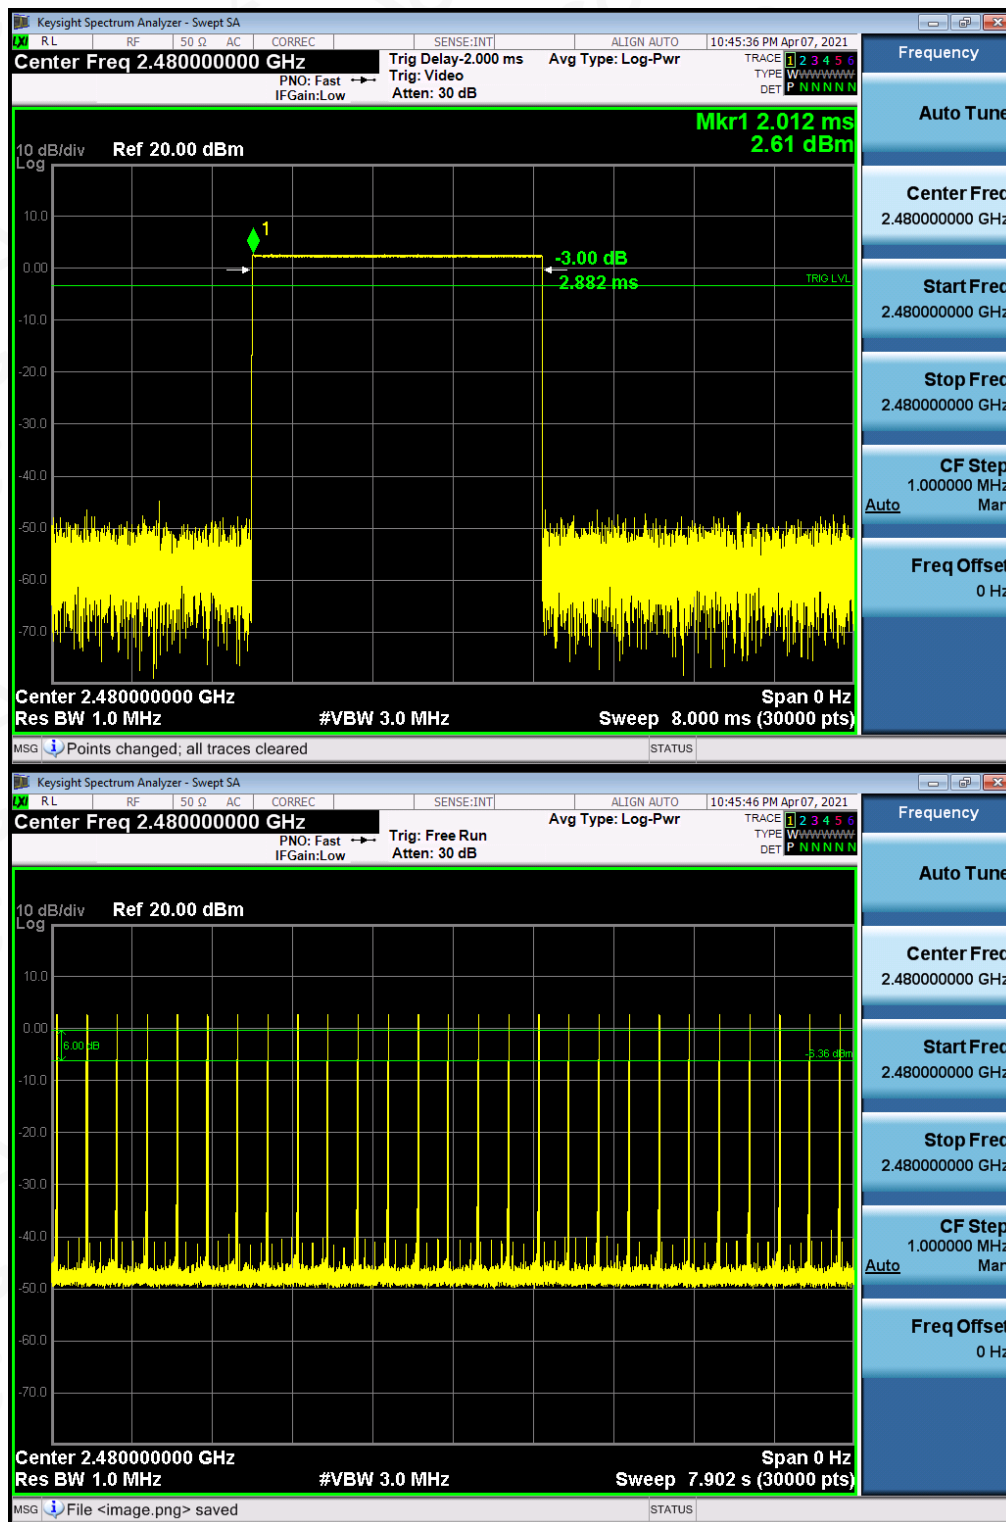 Keysight Spectrum Analyzer - Swept SA
LXI RL RF 50 Ω AC CORREC SENSE:INT ALIGN AUTO 10:45:36 PM Apr 07, 2021
Center Freq 2.480000000 GHz
Trig Delay-2.000 ms Avg Type: Log-Pwr TRACE 1 2 3 4 5 6
PNO: Fast Trig: Video TYPE WWWWWW
IFGain:Low Atten: 30 dB DET P N N N N N
Frequency
Mkr1 2.012 ms
2.61 dBm
10 dB/div Ref 20.00 dBm
Log
10.0
1
-3.00 dB
0.00
2.882 ms
TRIG LVL
-10.0
-20.0
-30.0
-40.0
-50.0
-60.0
-70.0
Center 2.480000000 GHz Span 0 Hz
Res BW 1.0 MHz #VBW 3.0 MHz Sweep 8.000 ms (30000 pts)
MSG Points changed; all traces cleared STATUS
Auto Tune
Center Freq
2.480000000 GHz
Start Freq
2.480000000 GHz
Stop Freq
2.480000000 GHz
CF Step
1.000000 MHz
Auto Man
Freq Offset
0 Hz
Keysight Spectrum Analyzer - Swept SA
LXI RL RF 50 Ω AC CORREC SENSE:INT ALIGN AUTO 10:45:46 PM Apr 07, 2021
Center Freq 2.480000000 GHz
Avg Type: Log-Pwr TRACE 1 2 3 4 5 6
PNO: Fast Trig: Free Run TYPE WWWWWW
IFGain:Low Atten: 30 dB DET P N N N N N
Frequency
10 dB/div Ref 20.00 dBm
Log
10.0
0.00
6.00 dB
-6.36 dBm
-10.0
-20.0
-30.0
-40.0
-50.0
-60.0
-70.0
Center 2.480000000 GHz Span 0 Hz
Res BW 1.0 MHz #VBW 3.0 MHz Sweep 7.902 s (30000 pts)
MSG File <image.png> saved STATUS
Auto Tune
Center Freq
2.480000000 GHz
Start Freq
2.480000000 GHz
Stop Freq
2.480000000 GHz
CF Step
1.000000 MHz
Auto Man
Freq Offset
0 Hz